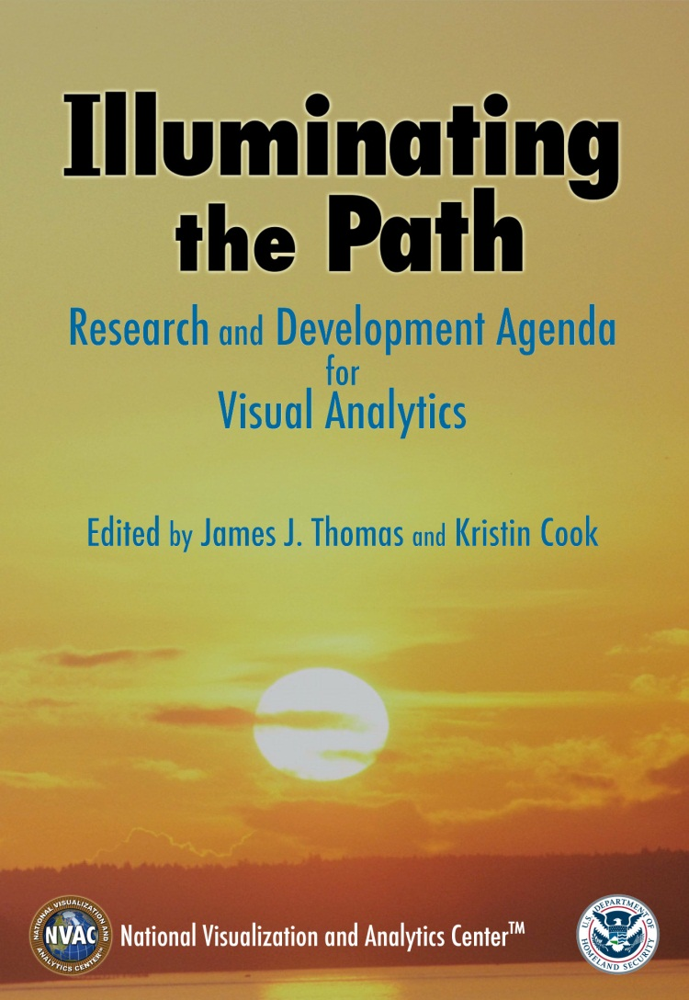 Illuminating
the Path
Research and Development Agenda
for
Visual Analytics
Edited by James J. Thomas and Kristin Cook
NATIONAL VISUALIZATION AND
NVAC
ANALYTICS CENTER
National Visualization and Analytics Center™
U.S. DEPARTMENT OF
HOMELAND SECURITY